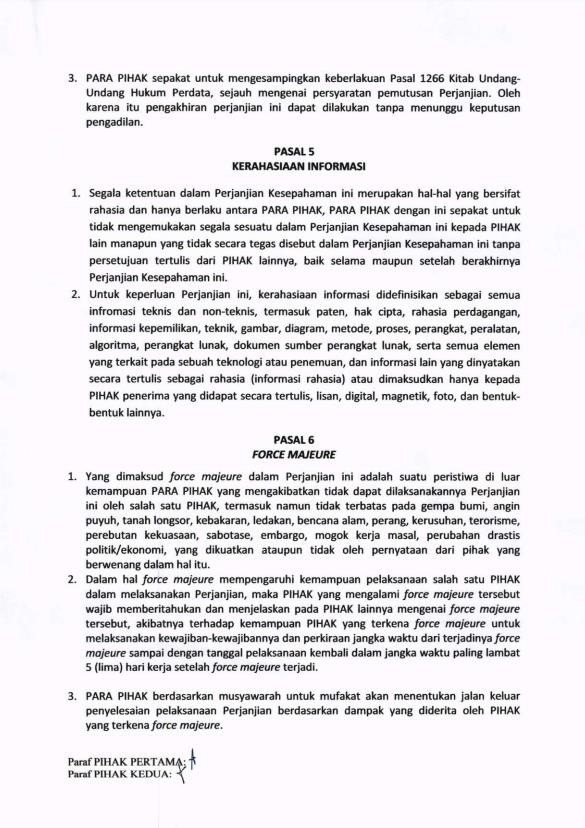 3. PARA PIHAK sepakat untuk mengesampingkan keberlakuan Pasal 1266 Kitab Undang-
Undang Hukum Perdata, sejauh mengenai persyaratan pemutusan Perjanjian. Oleh
karena itu pengakhiran perjanjian ini dapat dilakukan tanpa menunggu keputusan
pengadilan.
PASAL 5
KERAHASIAAN INFORMASI
1. Segala ketentuan dalam Perjanjian Kesepahaman ini merupakan hal-hal yang bersifat
rahasia dan hanya berlaku antara PARA PIHAK, PARA PIHAK dengan ini sepakat untuk
tidak mengemukakan segala sesuatu dalam Perjanjian Kesepahaman ini kepada PIHAK
lain manapun yang tidak secara tegas disebut dalam Perjanjian Kesepahaman ini tanpa
persetujuan tertulis dari PIHAK lainnya, baik selama maupun setelah berakhirnya
Perjanjian Kesepahaman ini.
2. Untuk keperluan Perjanjian ini, kerahasiaan informasi didefinisikan sebagai semua
infromasi teknis dan non-teknis, termasuk paten, hak cipta, rahasia perdagangan,
informasi kepemilikan, teknik, gambar, diagram, metode, proses, perangkat, peralatan,
algoritma, perangkat lunak, dokumen sumber perangkat lunak, serta semua elemen
yang terkait pada sebuah teknologi atau penemuan, dan informasi lain yang dinyatakan
secara tertulis sebagai rahasia (informasi rahasia) atau dimaksudkan hanya kepada
PIHAK penerima yang didapat secara tertulis, lisan, digital, magnetik, foto, dan bentuk-
bentuk lainnya.
PASAL 6
FORCE MAJEURE
1. Yang dimaksud force majeure dalam Perjanjian ini adalah suatu peristiwa di luar
kemampuan PARA PIHAK yang mengakibatkan tidak dapat dilaksanakannya Perjanjian
ini oleh salah satu PIHAK, termasuk namun tidak terbatas pada gempa bumi, angin
puyuh, tanah longsor, kebakaran, ledakan, bencana alam, perang, kerusuhan, terorisme,
perebutan kekuasaan, sabotase, embargo, mogok kerja masal, perubahan drastis
politik/ekonomi, yang dikuatkan ataupun tidak oleh pernyataan dari pihak yang
berwenang dalam hal itu.
2. Dalam hal force majeure mempengaruhi kemampuan pelaksanaan salah satu PIHAK
dalam melaksanakan Perjanjian, maka PIHAK yang mengalami force majeure tersebut
wajib memberitahukan dan menjelaskan pada PIHAK lainnya mengenai force majeure
tersebut, akibatnya terhadap kemampuan PIHAK yang terkena force majeure untuk
melaksanakan kewajiban-kewajibannya dan perkiraan jangka waktu dari terjadinya force
majeure sampai dengan tanggal pelaksanaan kembali dalam jangka waktu paling lambat
5 (lima) hari kerja setelah force majeure terjadi.
3. PARA PIHAK berdasarkan musyawarah untuk mufakat akan menentukan jalan keluar
penyelesaian pelaksanaan Perjanjian berdasarkan dampak yang diderita oleh PIHAK
yang terkena force majeure.
Paraf PIHAK PERTAMA:
Paraf PIHAK KEDUA: